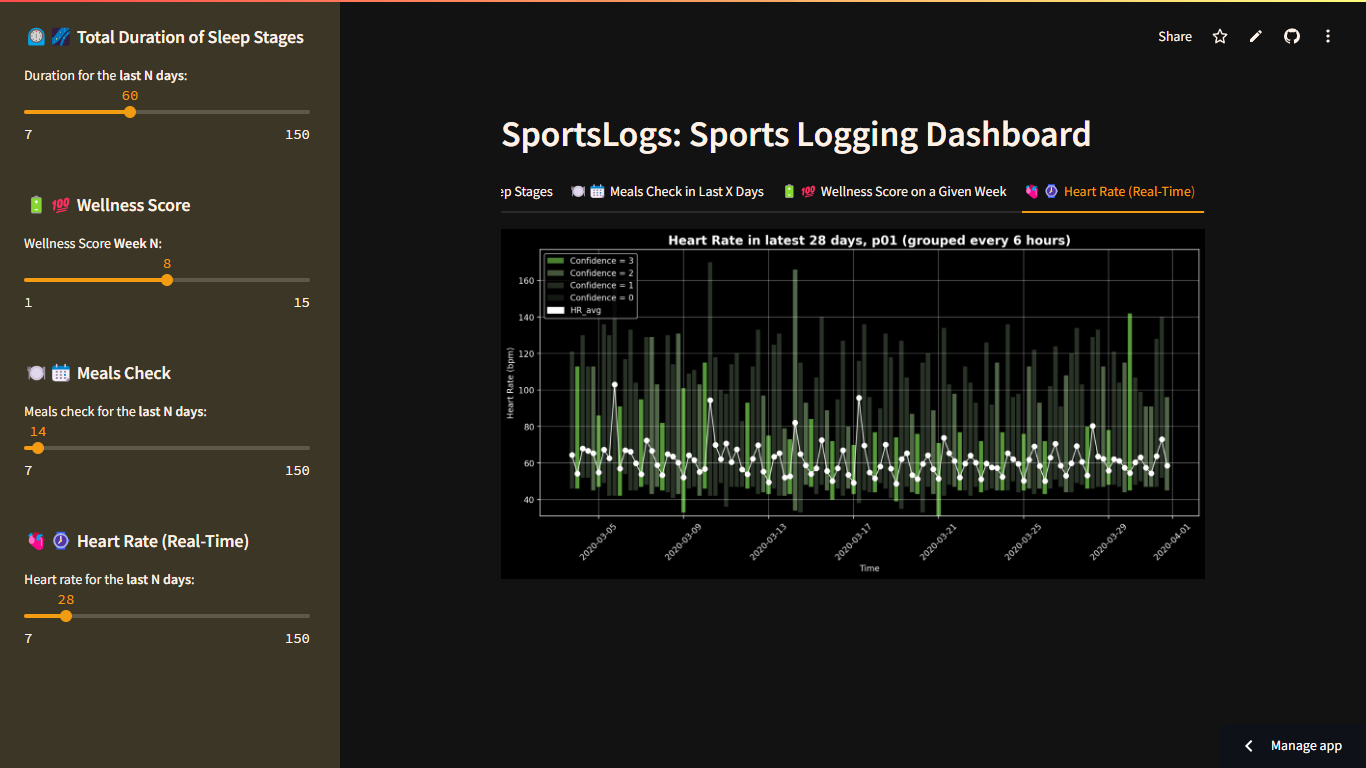 Total Duration of Sleep Stages
Duration for the last N days:
60
7 150
Wellness Score
Wellness Score Week N:
8
1 15
Meals Check
Meals check for the last N days:
14
7 150
Heart Rate (Real-Time)
Heart rate for the last N days:
28
7 150
Share
SportsLogs: Sports Logging Dashboard
ep Stages Meals Check in Last X Days 100 Wellness Score on a Given Week Heart Rate (Real-Time)
Heart Rate in latest 28 days, p01 (grouped every 6 hours)
Confidence = 3
Confidence = 2
Confidence = 1
Confidence = 0
HR_avg
Heart Rate (bpm)
160
140
120
100
80
60
40
2020-03-05 2020-03-09 2020-03-13 2020-03-17 2020-03-21 2020-03-25 2020-03-29 2020-04-01
Time
Manage app